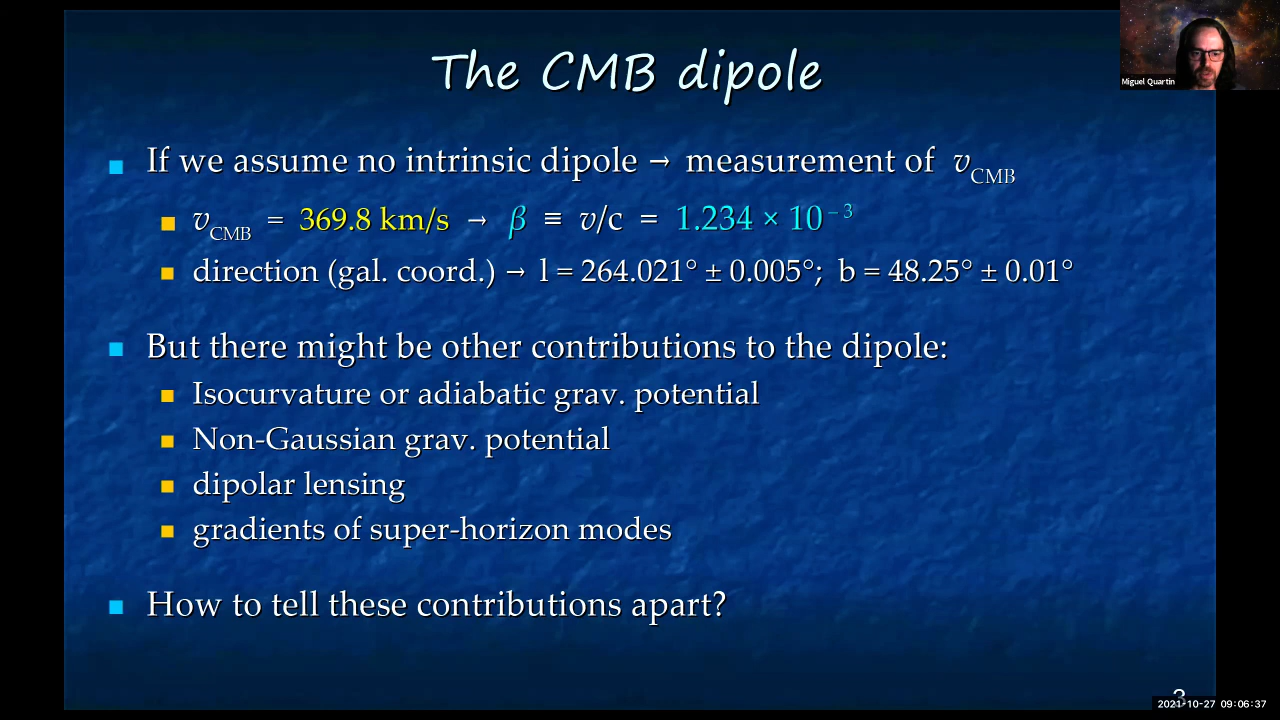 The CMB dipole
Miguel Quartin
If we assume no intrinsic dipole → measurement of v_CMB
v_CMB = 369.8 km/s → β ≡ v/c = 1.234 × 10⁻³
direction (gal. coord.) → l = 264.021° ± 0.005°; b = 48.25° ± 0.01°
But there might be other contributions to the dipole:
Isocurvature or adiabatic grav. potential
Non-Gaussian grav. potential
dipolar lensing
gradients of super-horizon modes
How to tell these contributions apart?
3
2021-10-27 09:06:37